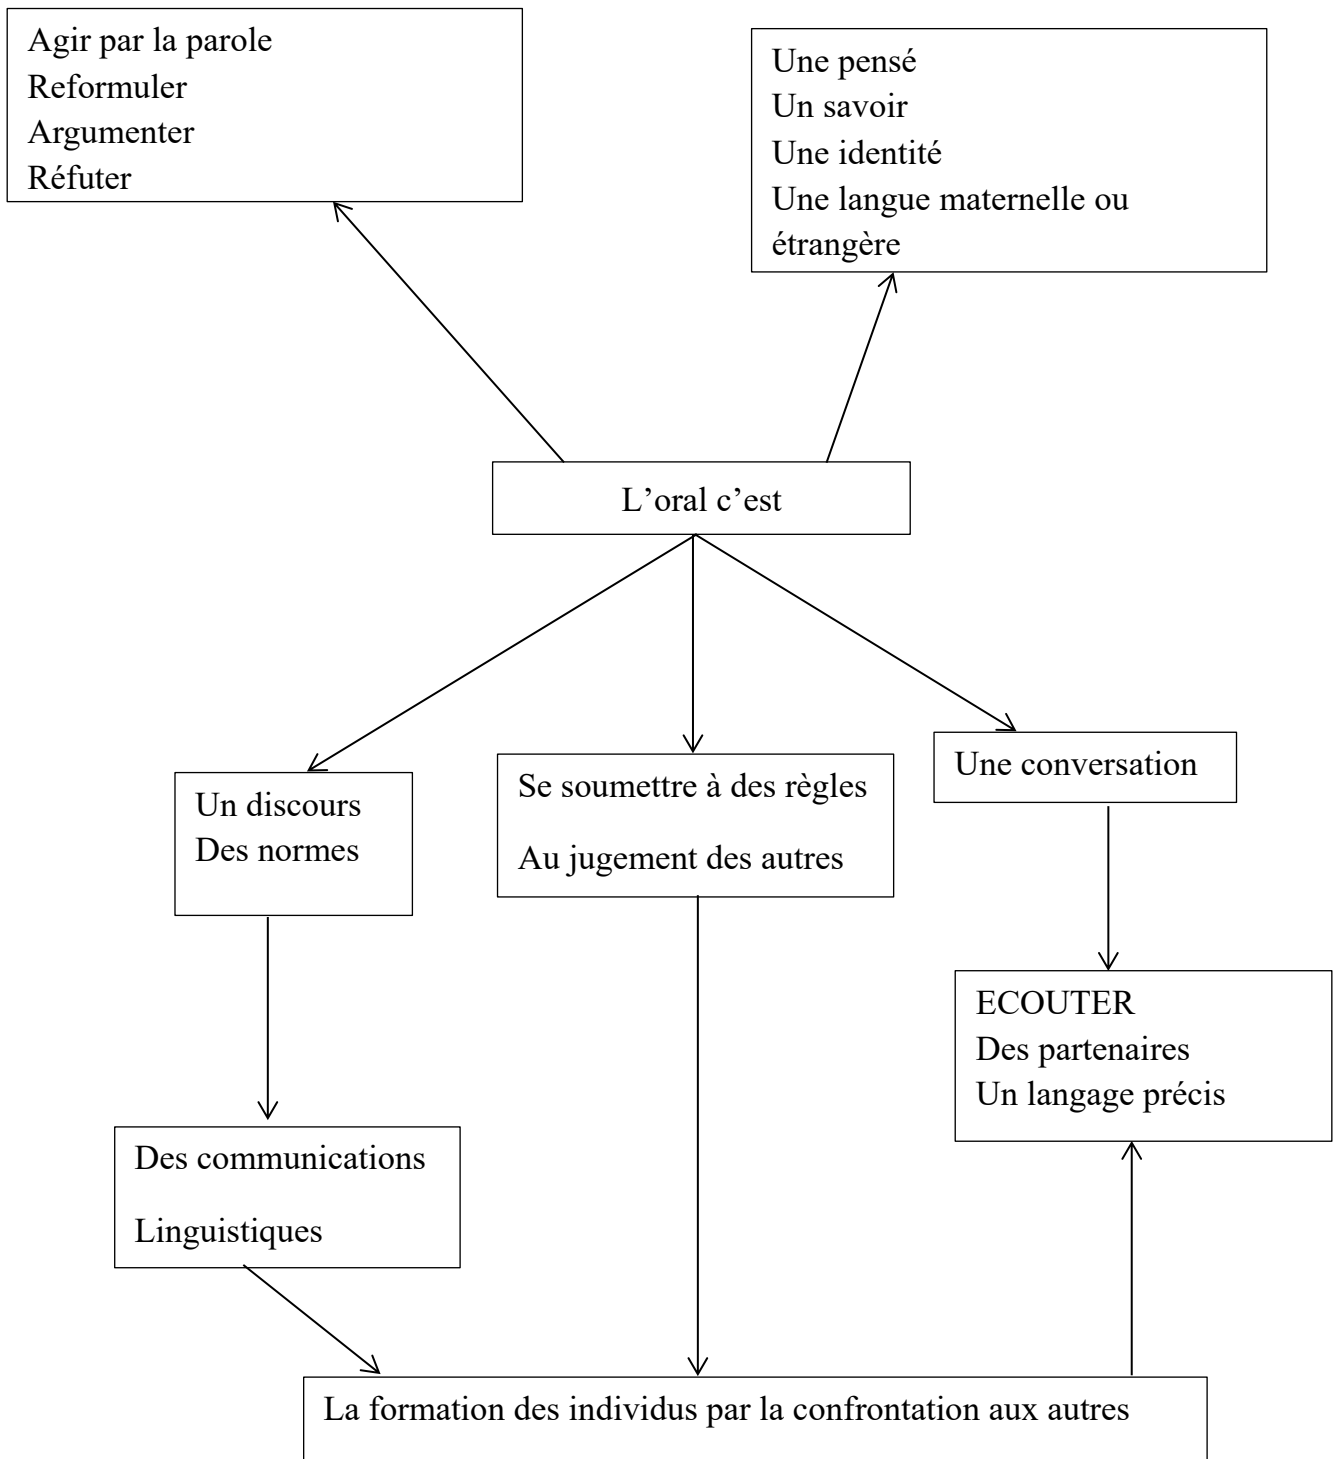 Agir par la parole
Reformuler
Argumenter
Réfuter
Une pensé
Un savoir
Une identité
Une langue maternelle ou
étrangère
L’oral c’est
Un discours
Des normes
Se soumettre à des règles
Au jugement des autres
Une conversation
ECOUTER
Des partenaires
Un langage précis
Des communications
Linguistiques
La formation des individus par la confrontation aux autres